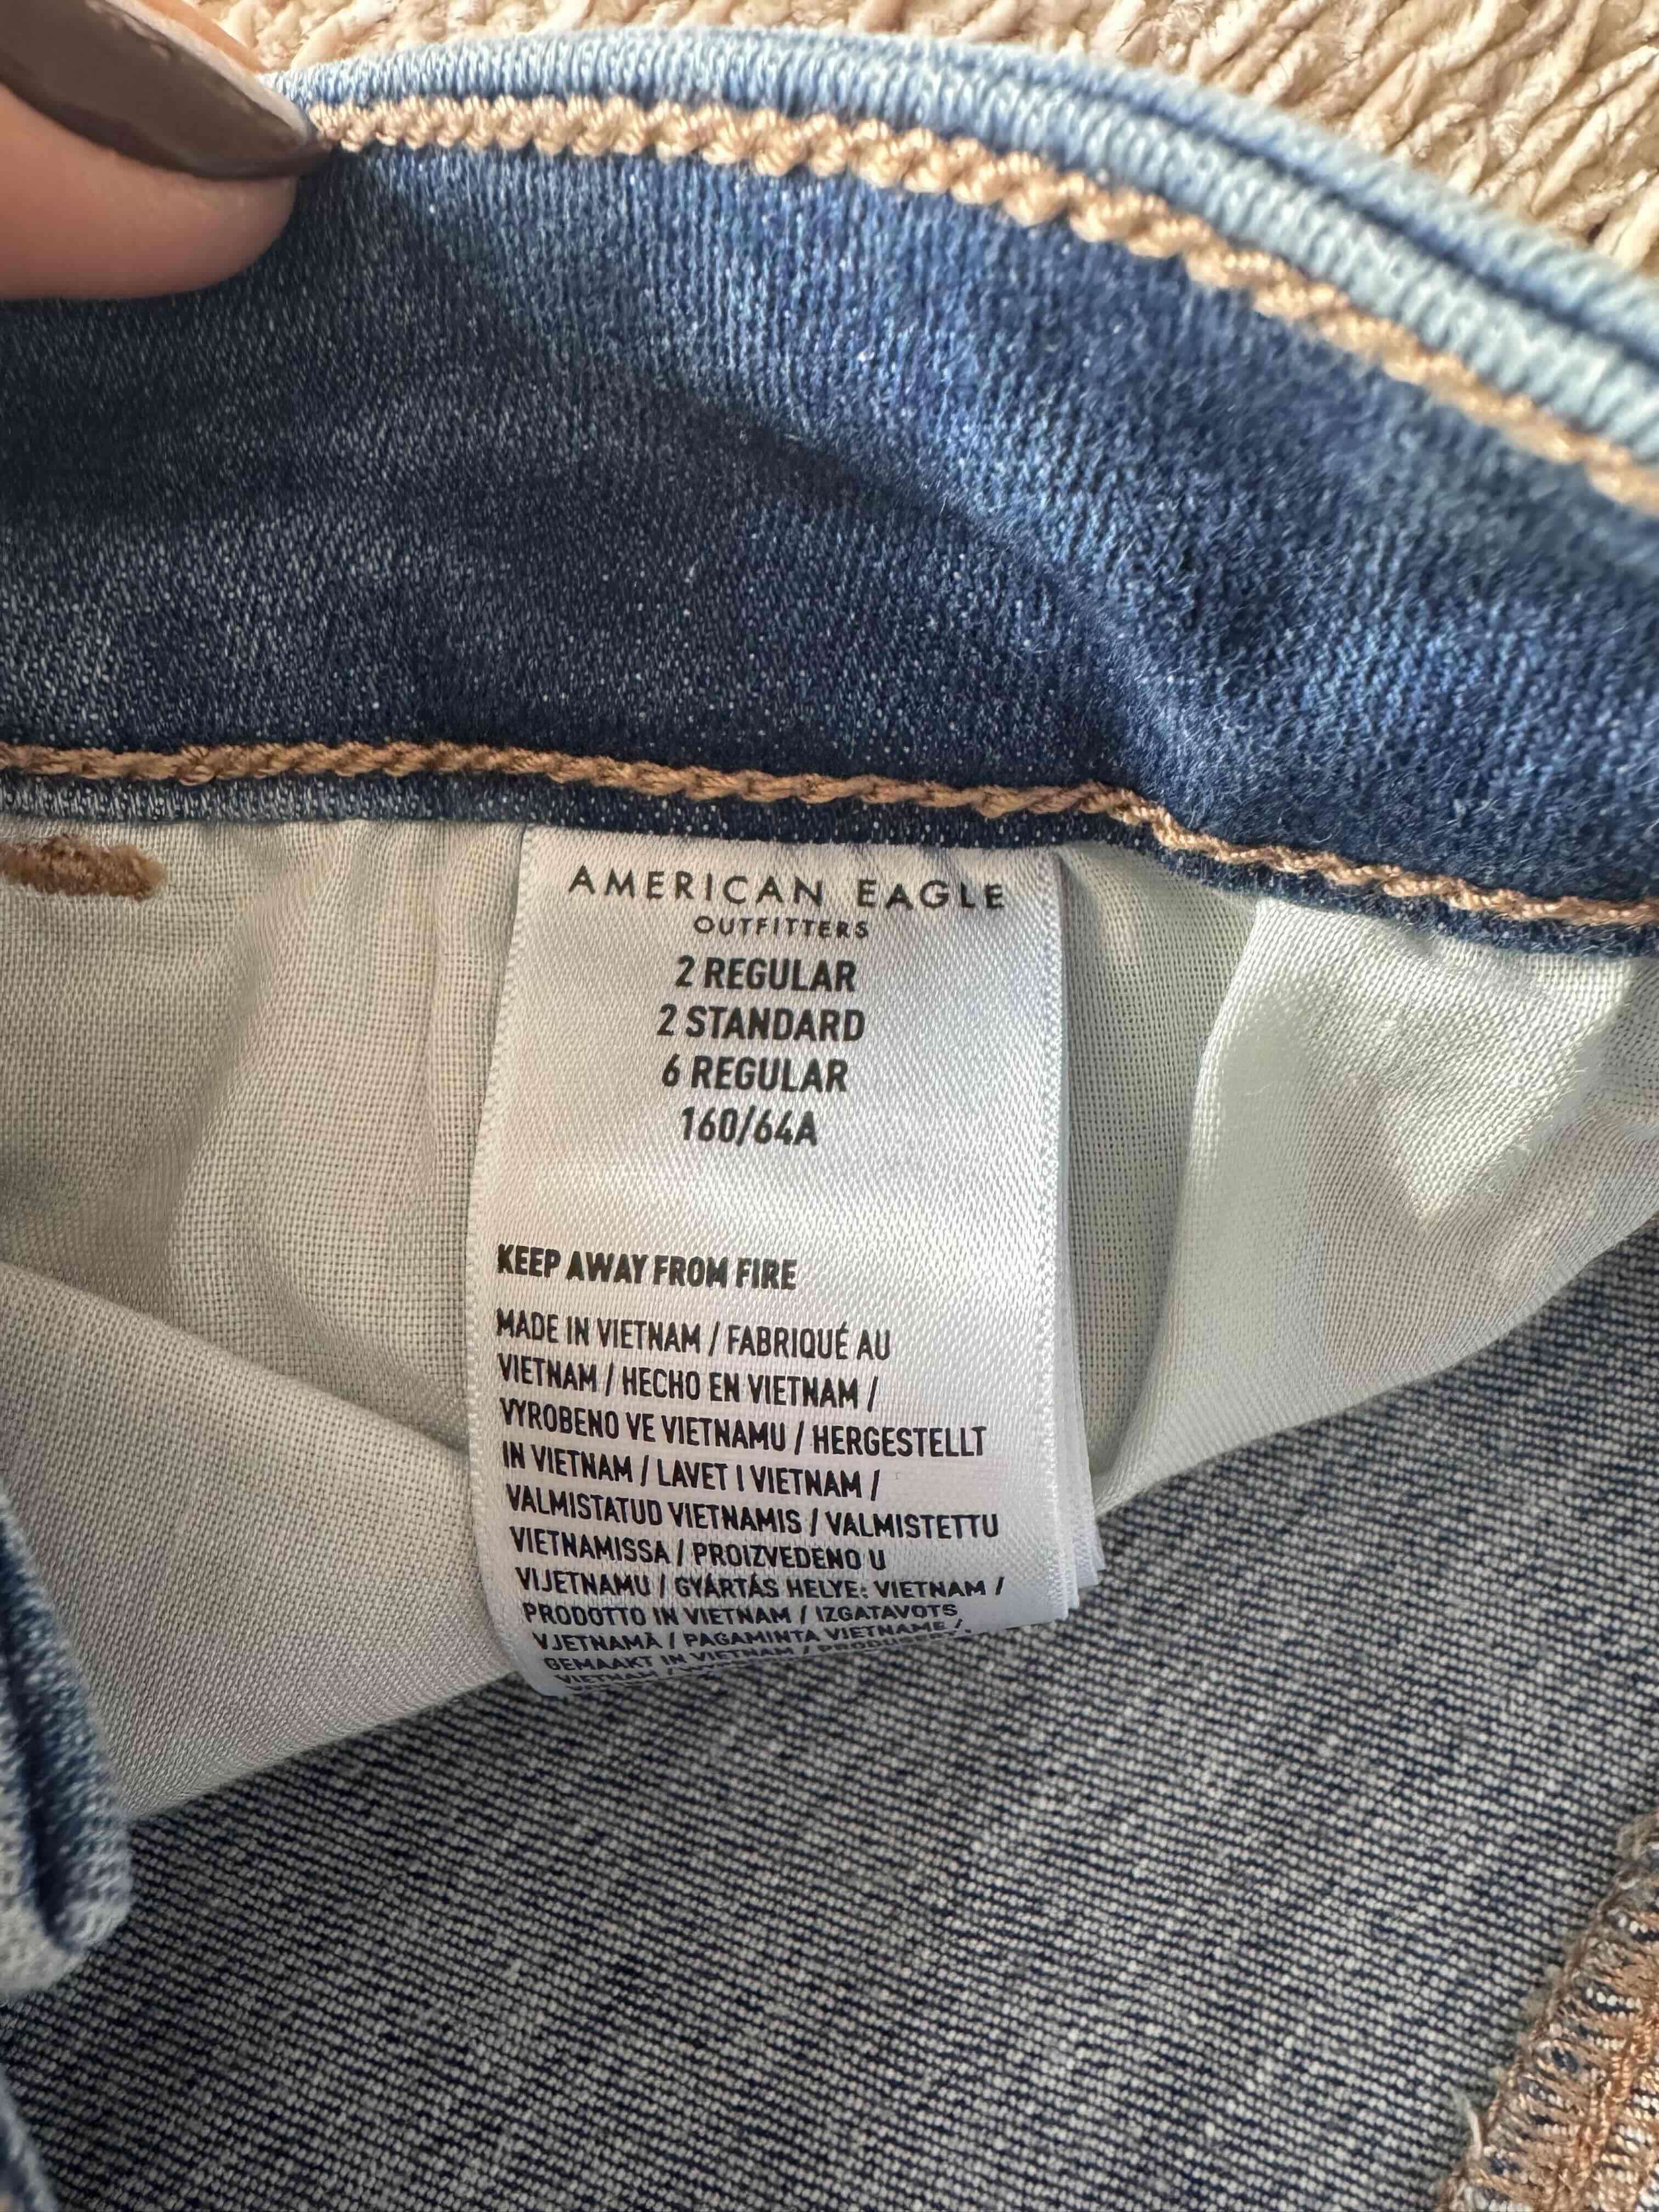 AMERICAN EAGLE
OUTFITTERS
2 REGULAR
2 STANDARD
6 REGULAR
160/64A
KEEP AWAY FROM FIRE
MADE IN VIETNAM / FABRIQUÉ AU
VIETNAM / HECHO EN VIETNAM /
VYROBENO VE VIETNAMU / HERGESTELLT
IN VIETNAM / LAVET I VIETNAM /
VALMISTATUD VIETNAMIS / VALMISTETTU
VIETNAMISSA / PROIZVEDENO U
VIJETNAMU / GYÁRTÁS HELYE: VIETNAM /
PRODOTTO IN VIETNAM / IZGATAVOTS
VJETNAMĀ / PAGAMINTA VIETNAME /
GEMAAKT IN VIETNAM /
VIETNAM /